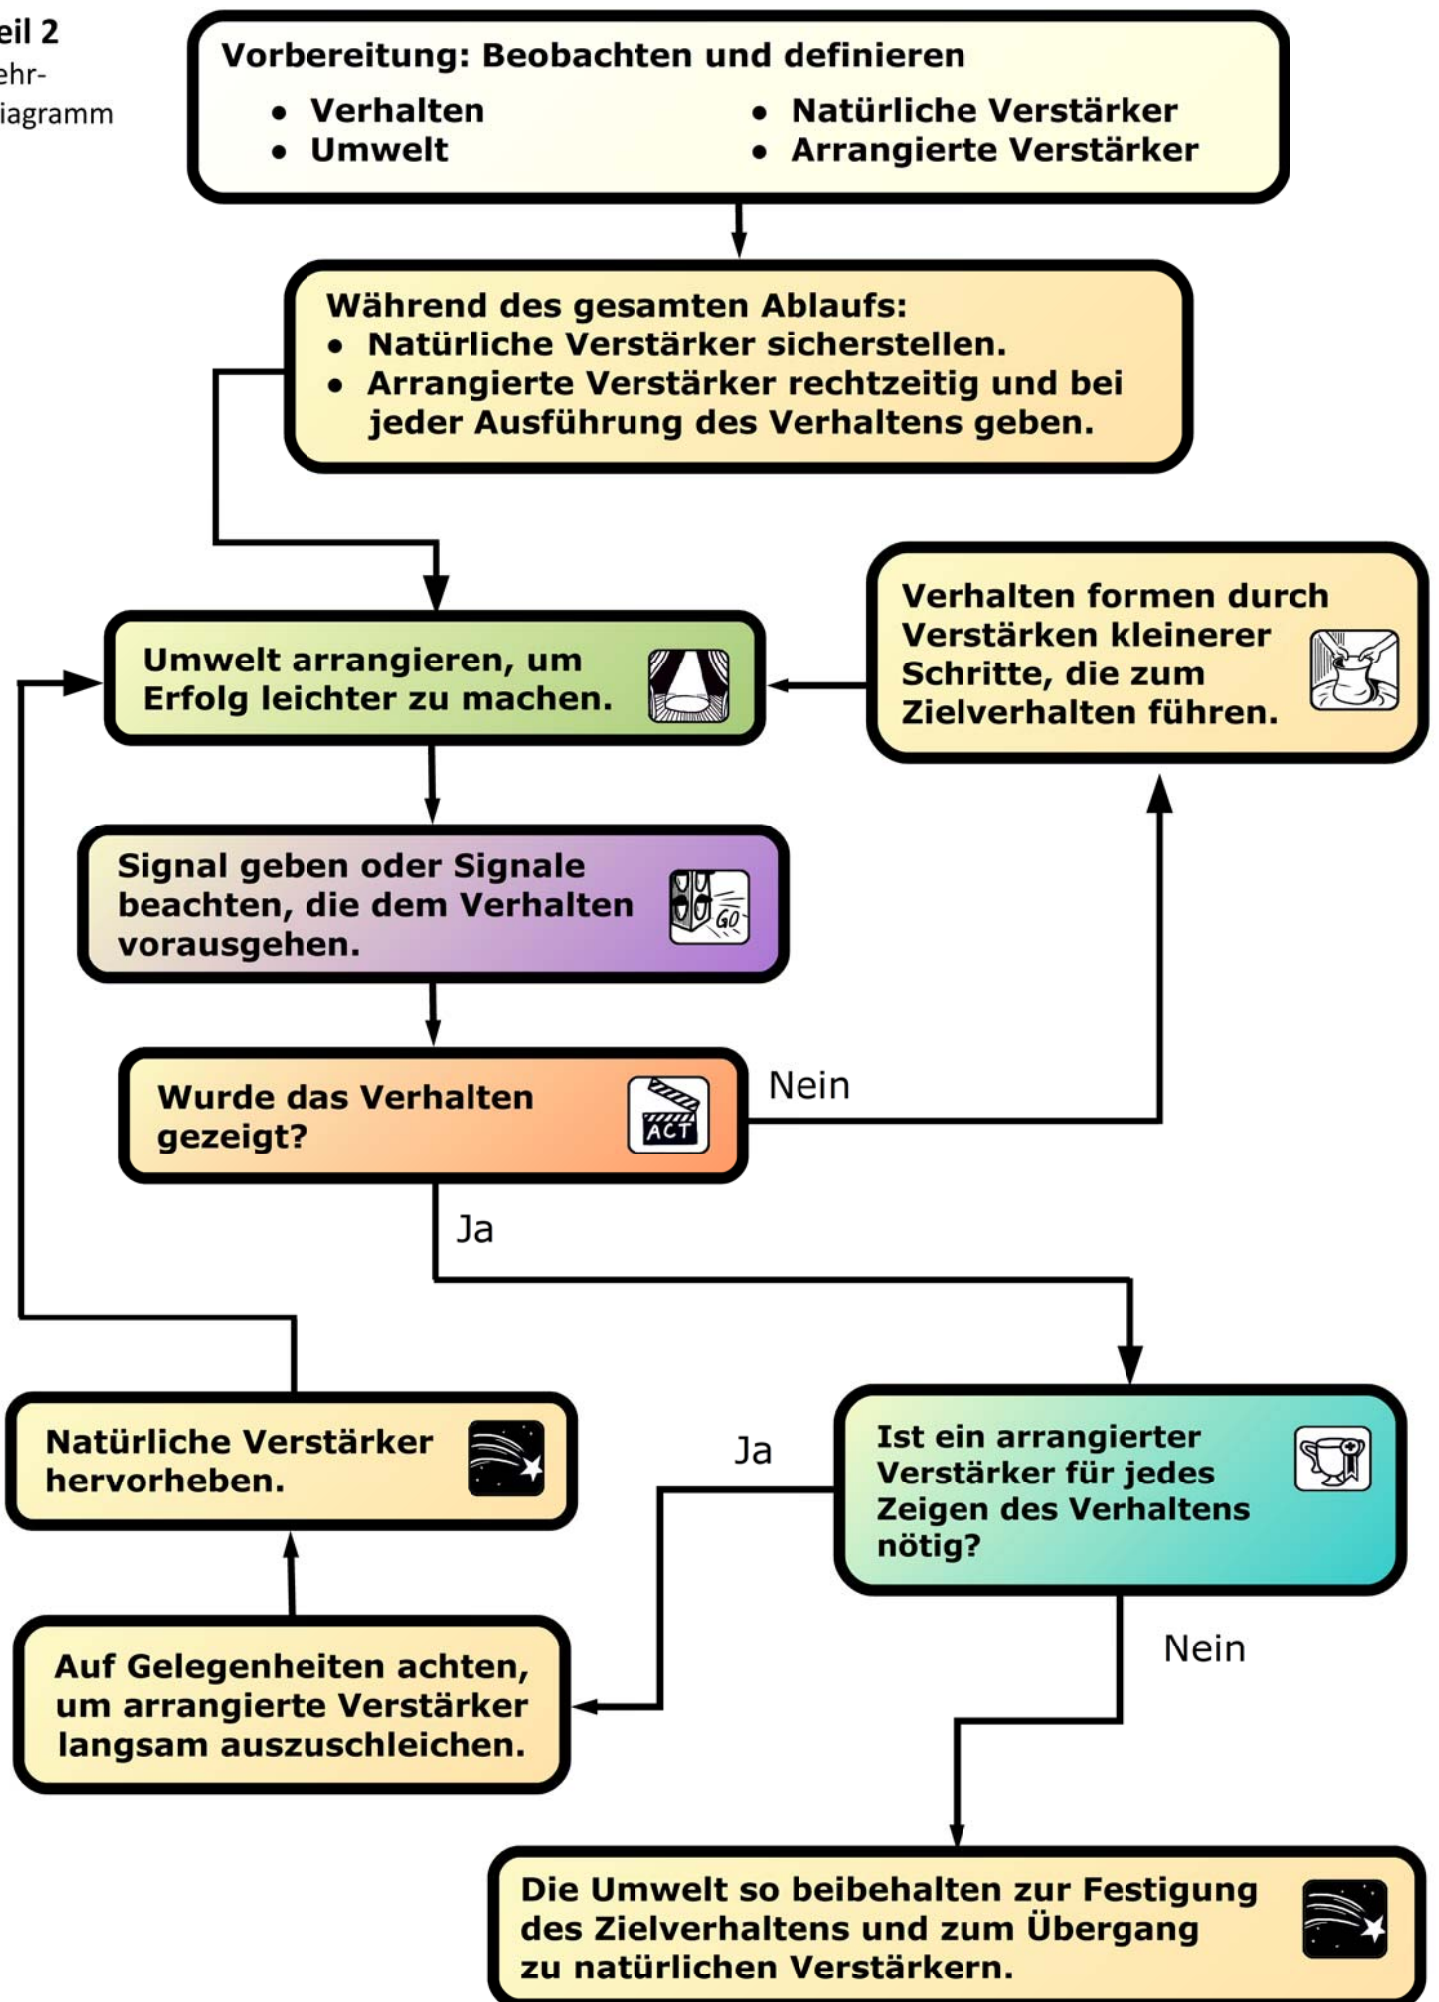 eil 2
ehr-
iagramm
Vorbereitung: Beobachten und definieren
• Verhalten
• Umwelt
• Natürliche Verstärker
• Arrangierte Verstärker
Während des gesamten Ablaufs:
• Natürliche Verstärker sicherstellen.
• Arrangierte Verstärker rechtzeitig und bei
jeder Ausführung des Verhaltens geben.
Verhalten formen durch
Verstärken kleinerer
Schritte, die zum
Zielverhalten führen.
Umwelt arrangieren, um
Erfolg leichter zu machen.
Signal geben oder Signale
beachten, die dem Verhalten
vorausgehen.
GO
Wurde das Verhalten
gezeigt?
ACT
Nein
Ja
Natürliche Verstärker
hervorheben.
Ja
Ist ein arrangierter
Verstärker für jedes
Zeigen des Verhaltens
nötig?
Nein
Auf Gelegenheiten achten,
um arrangierte Verstärker
langsam auszuschleichen.
Die Umwelt so beibehalten zur Festigung
des Zielverhaltens und zum Übergang
zu natürlichen Verstärkern.